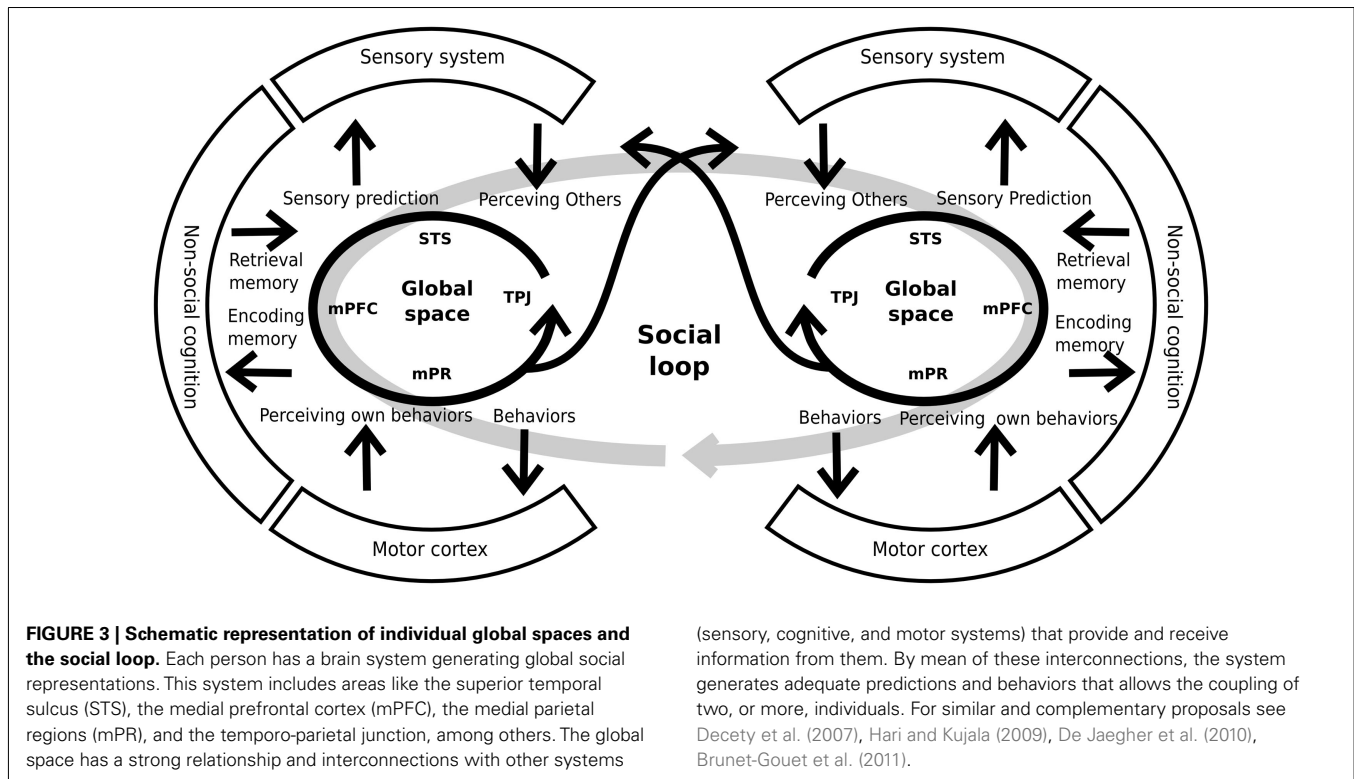 Sensory system
Sensory system
Sensory prediction
Perceving Others
Perceving Others
Sensory Prediction
Non-social cognition
Retrieval
memory
Encoding
memory
STS
mPFC
Global
space
TPJ
mPR
Social
loop
STS
TPJ
Global
space
mPFC
mPR
Retrieval
memory
Encoding
memory
Non-social cognition
Perceiving own behaviors
Behaviors
Behaviors
Perceiving own behaviors
Motor cortex
Motor cortex
FIGURE 3 | Schematic representation of individual global spaces and
the social loop. Each person has a brain system generating global social
representations. This system includes areas like the superior temporal
sulcus (STS), the medial prefrontal cortex (mPFC), the medial parietal
regions (mPR), and the temporo-parietal junction, among others. The global
space has a strong relationship and interconnections with other systems
(sensory, cognitive, and motor systems) that provide and receive
information from them. By mean of these interconnections, the system
generates adequate predictions and behaviors that allows the coupling of
two, or more, individuals. For similar and complementary proposals see
Decety et al. (2007), Hari and Kujala (2009), De Jaegher et al. (2010),
Brunet-Gouet et al. (2011).